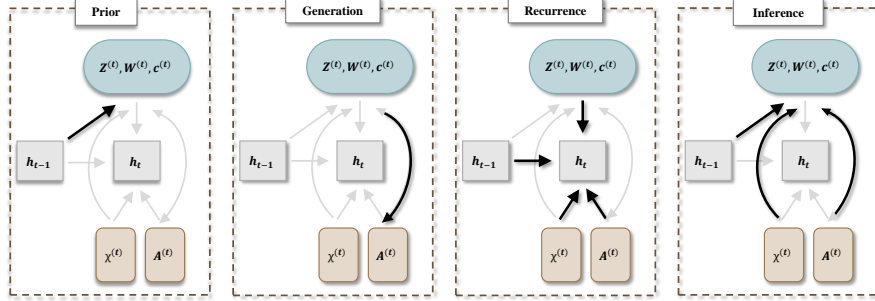 Prior
Generation
Recurrence
Inference
Z^(t), W^(t), c^(t)
Z^(t), W^(t), c^(t)
Z^(t), W^(t), c^(t)
Z^(t), W^(t), c^(t)
h_{t−1}
h_t
h_{t−1}
h_t
h_{t−1}
h_t
h_{t−1}
h_t
χ^(t)
A^(t)
χ^(t)
A^(t)
χ^(t)
A^(t)
χ^(t)
A^(t)